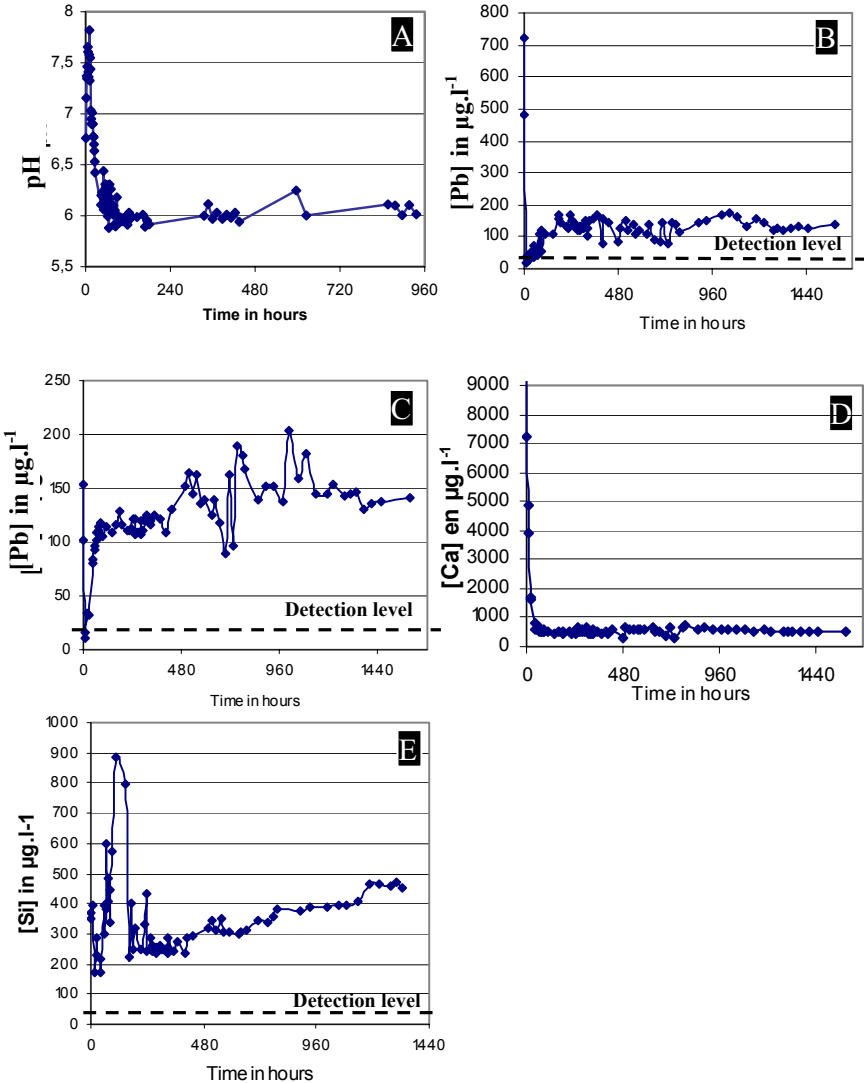 A
8
7,5
7
6,5
6
5,5
pH
0 240 480 720 960
Time in hours
B
800
700
600
500
400
300
200
100
0
[Pb] in µg.l-1
Detection level
0 480 960 1440
Time in hours
C
250
200
150
100
50
0
[Pb] in µg.l-1
Detection level
0 480 960 1440
Time in hours
D
9000
8000
7000
6000
5000
4000
3000
2000
1000
0
[Ca] en µg.l-1
0 480 960 1440
Time in hours
E
1000
900
800
700
600
500
400
300
200
100
0
[Si] in µg.l-1
Detection level
0 480 960 1440
Time in hours